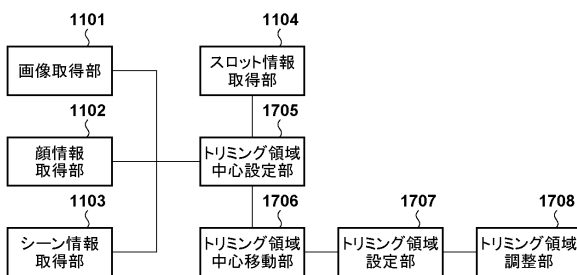 1101
画像取得部
1104
スロット情報
取得部
1102
顔情報
取得部
1705
トリミング領域
中心設定部
1103
シーン情報
取得部
1706
トリミング領域
中心移動部
1707
トリミング領域
設定部
1708
トリミング領域
調整部